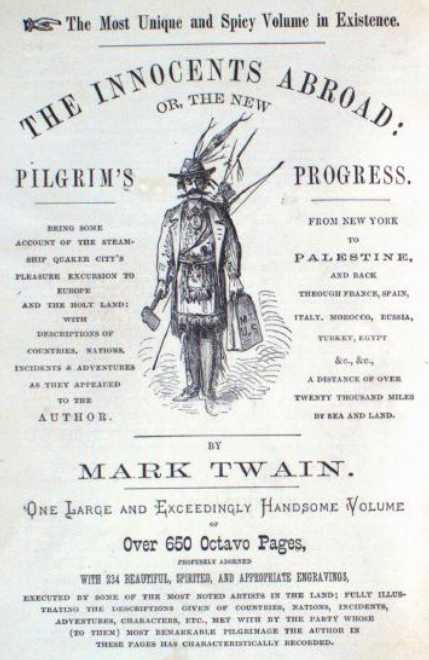 The Most Unique and Spicy Volume in Existence.
THE INNOCENTS ABROAD:
OR, THE NEW
PILGRIM'S
PROGRESS.
BEING SOME
ACCOUNT OF THE STEAM-
SHIP QUAKER CITY'S
PLEASURE EXCURSION TO
EUROPE
AND THE HOLY LAND;
WITH
DESCRIPTIONS OF
COUNTRIES, NATIONS,
INCIDENTS & ADVENTURES
AS THEY APPEARED
TO THE
AUTHOR.
FROM NEW YORK
TO
PALESTINE,
AND BACK
THROUGH FRANCE, SPAIN,
ITALY, MOROCCO, RUSSIA,
TURKEY, EGYPT
&c., &c.,
A DISTANCE OF OVER
TWENTY THOUSAND MILES
BY SEA AND LAND.
M T
U S
BY
MARK TWAIN.
ONE LARGE AND EXCEEDINGLY HANDSOME VOLUME
OF
Over 650 Octavo Pages,
PROFUSELY ADORNED
WITH 234 BEAUTIFUL, SPIRITED, AND APPROPRIATE ENGRAVINGS,
EXECUTED BY SOME OF THE MOST NOTED ARTISTS IN THE LAND; FULLY ILLUS-
TRATING THE DESCRIPTIONS GIVEN OF COUNTRIES, NATIONS, INCIDENTS,
ADVENTURES, CHARACTERS, ETC., MET WITH BY THE PARTY WHOSE
(TO THEM) MOST REMARKABLE PILGRIMAGE THE AUTHOR IN
THESE PAGES HAS CHARACTERISTICALLY RECORDED.